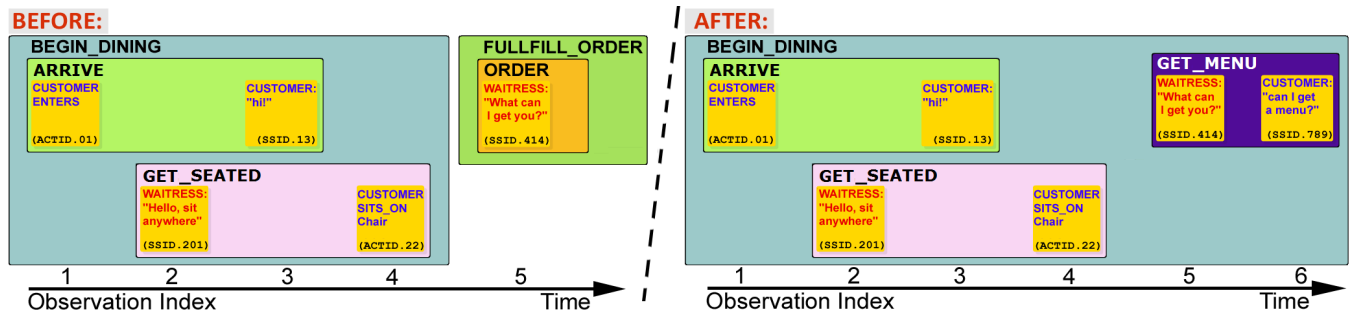 BEFORE:
BEGIN_DINING
ARRIVE
CUSTOMER
ENTERS
(ACTID.01)
CUSTOMER:
"hi!"
(SSID.13)
GET_SEATED
WAITRESS:
"Hello, sit
anywhere"
(SSID.201)
CUSTOMER
SITS_ON
Chair
(ACTID.22)
FULLFILL_ORDER
ORDER
WAITRESS:
"What can
I get you?"
(SSID.414)
1 2 3 4 5
Observation Index Time
AFTER:
BEGIN_DINING
ARRIVE
CUSTOMER
ENTERS
(ACTID.01)
CUSTOMER:
"hi!"
(SSID.13)
GET_SEATED
WAITRESS:
"Hello, sit
anywhere"
(SSID.201)
CUSTOMER
SITS_ON
Chair
(ACTID.22)
GET_MENU
WAITRESS:
"What can
I get you?"
(SSID.414)
CUSTOMER:
"can I get
a menu?"
(SSID.789)
1 2 3 4 5 6
Observation Index Time